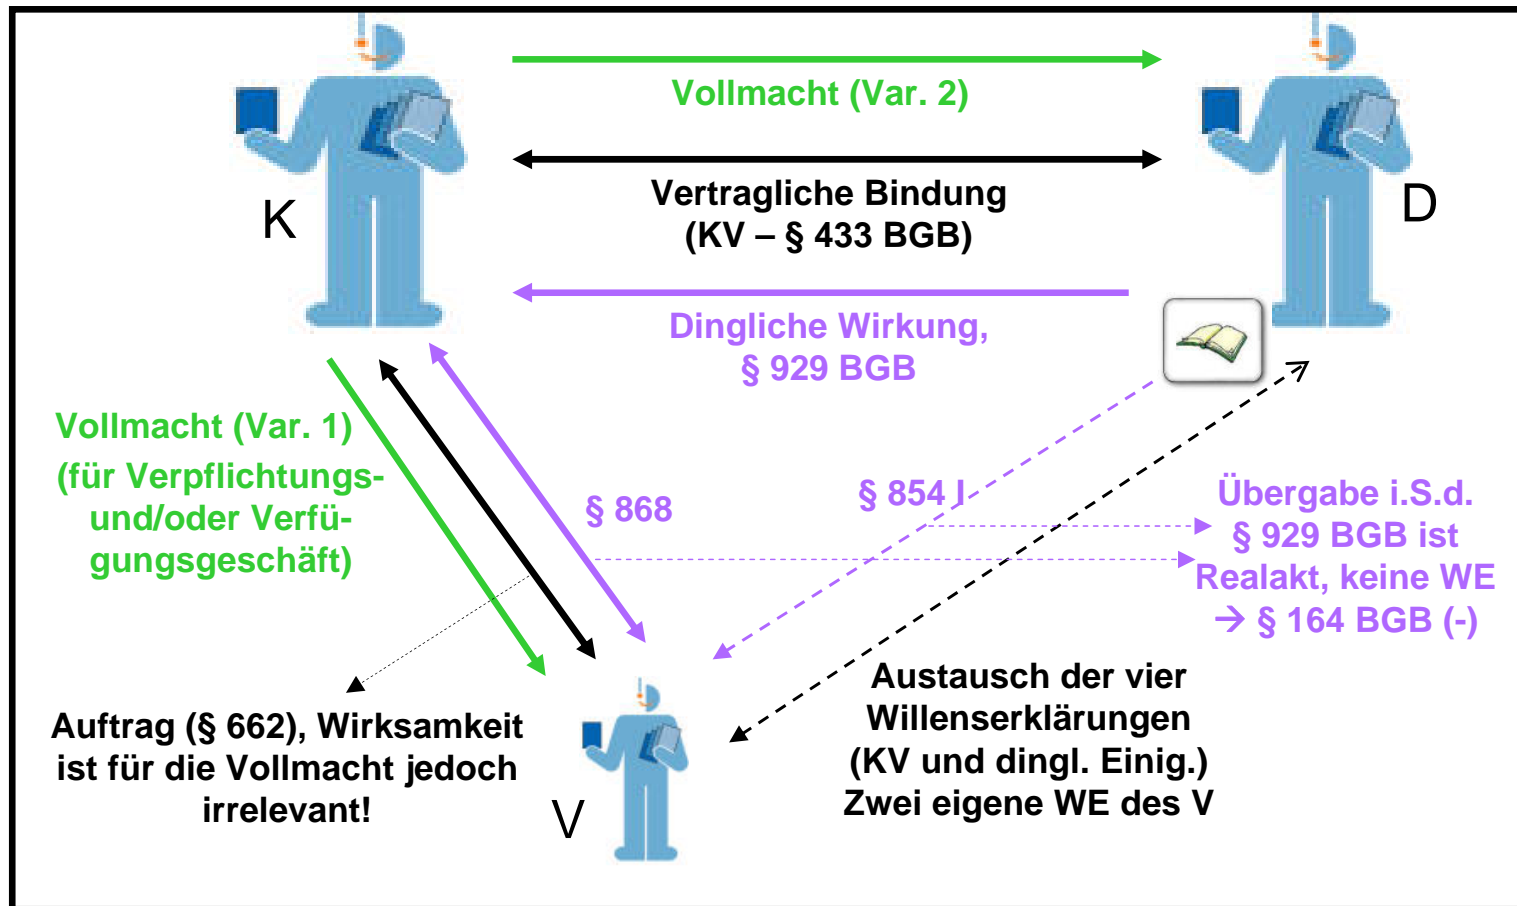 Vollmacht (Var. 2)
K
D
Vertragliche Bindung
(KV – § 433 BGB)
Dingliche Wirkung,
§ 929 BGB
Vollmacht (Var. 1)
(für Verpflichtungs-
und/oder Verfü-
gungsgeschäft)
§ 868
§ 854 I
Übergabe i.S.d.
§ 929 BGB ist
Realakt, keine WE
→ § 164 BGB (-)
Auftrag (§ 662), Wirksamkeit
ist für die Vollmacht jedoch
irrelevant!
V
Austausch der vier
Willenserklärungen
(KV und dingl. Einig.)
Zwei eigene WE des V